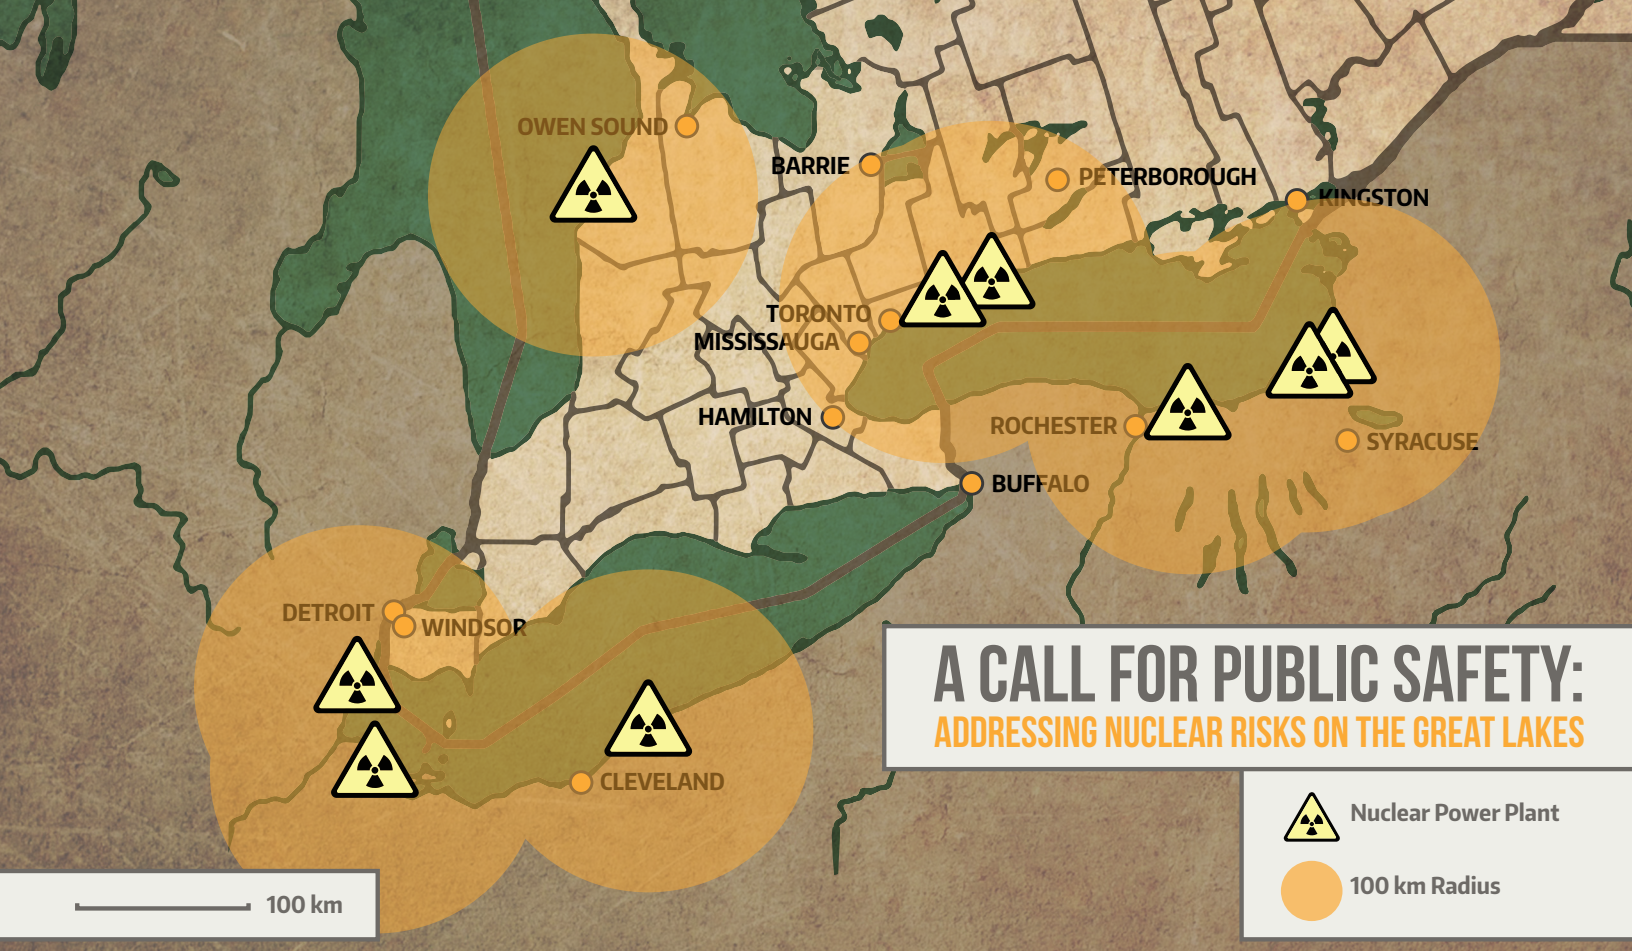 OWEN SOUND
BARRIE
PETERBOROUGH
KINGSTON
TORONTO
MISSISSAUGA
HAMILTON
ROCHESTER
SYRACUSE
BUFFALO
DETROIT
WINDSOR
CLEVELAND
A CALL FOR PUBLIC SAFETY:
ADDRESSING NUCLEAR RISKS ON THE GREAT LAKES
Nuclear Power Plant
100 km Radius
100 km